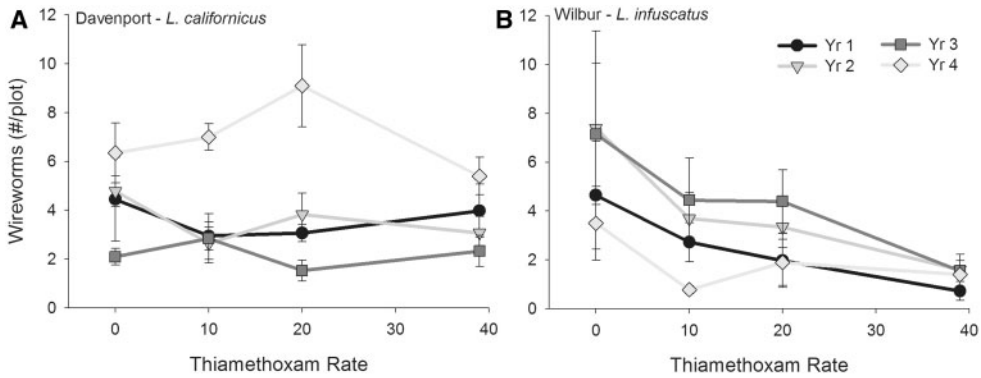 A Davenport - L. californicus
Wireworms (#/plot)
12
10
8
6
4
2
0
0 10 20 30 40
Thiamethoxam Rate
B Wilbur - L. infuscatus
Yr 1 Yr 3
Yr 2 Yr 4
12
10
8
6
4
2
0
0 10 20 30 40
Thiamethoxam Rate